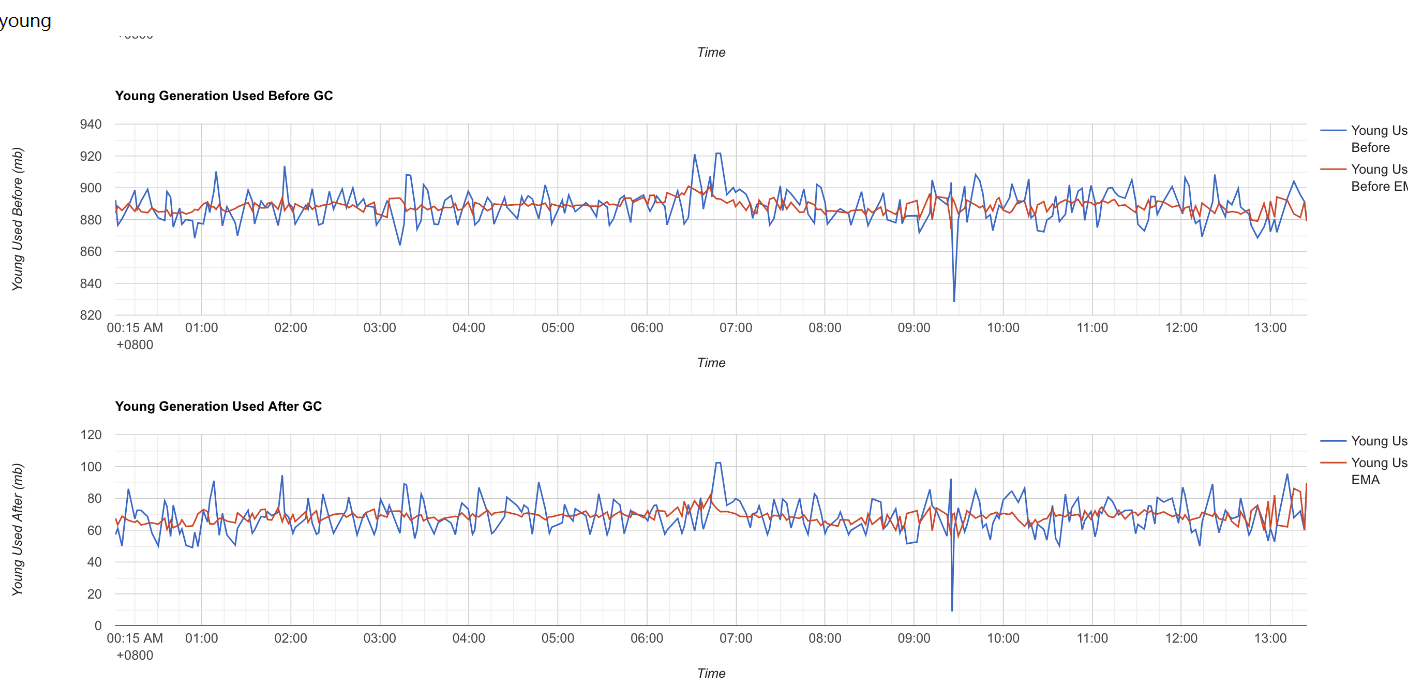 young
Time
Young Generation Used Before GC
Young Used Before (mb)
940
920
900
880
860
840
820
00:15 AM 01:00 02:00 03:00 04:00 05:00 06:00 07:00 08:00 09:00 10:00 11:00 12:00 13:00
+0800
Time
Young Us
Before
Young Us
Before EM
Young Generation Used After GC
Young Used After (mb)
120
100
80
60
40
20
0
00:15 AM 01:00 02:00 03:00 04:00 05:00 06:00 07:00 08:00 09:00 10:00 11:00 12:00 13:00
+0800
Time
Young Us
Young Us
EMA